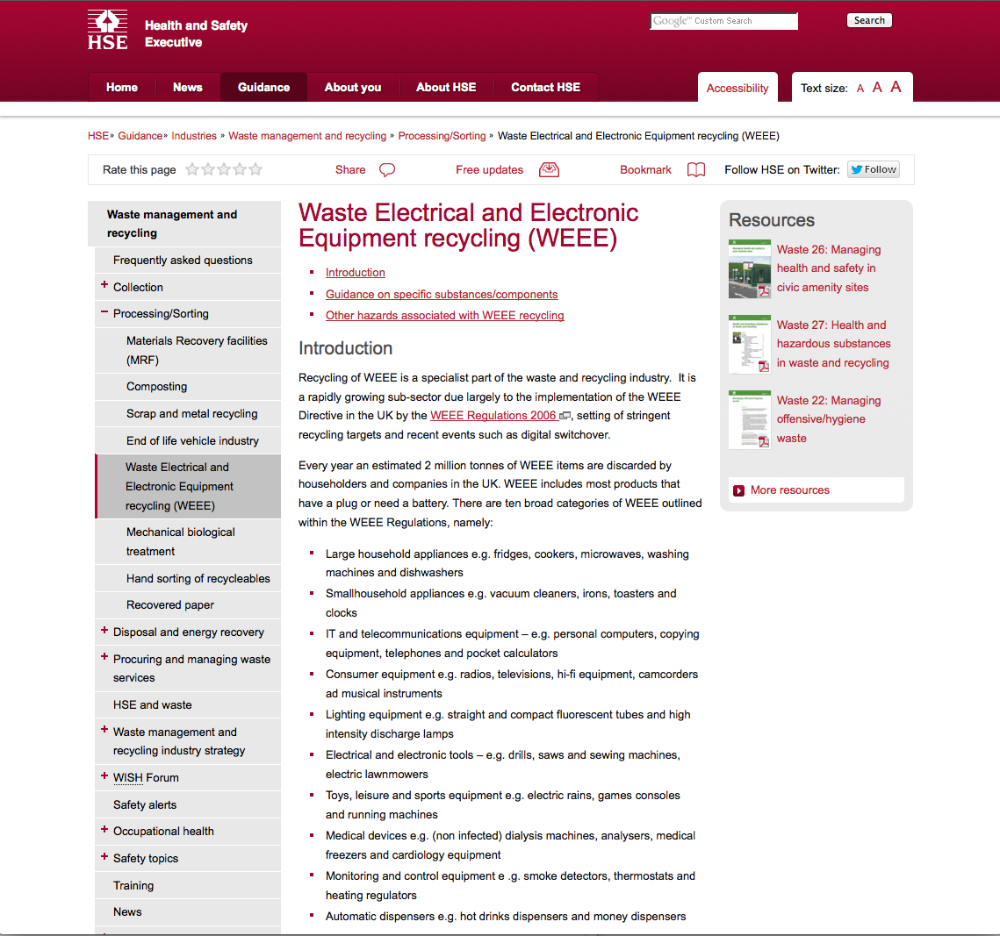 HSE
Health and Safety
Executive
Google™ Custom Search
Search
Home
News
Guidance
About you
About HSE
Contact HSE
Accessibility
Text size: A A A
HSE» Guidance» Industries » Waste management and recycling » Processing/Sorting » Waste Electrical and Electronic Equipment recycling (WEEE)
Rate this page
Share
Free updates
Bookmark
Follow HSE on Twitter:
Follow
Waste management and
recycling
Frequently asked questions
+ Collection
− Processing/Sorting
Materials Recovery facilities
(MRF)
Composting
Scrap and metal recycling
End of life vehicle industry
Waste Electrical and
Electronic Equipment
recycling (WEEE)
Mechanical biological
treatment
Hand sorting of recycleables
Recovered paper
+ Disposal and energy recovery
+ Procuring and managing waste
services
HSE and waste
+ Waste management and
recycling industry strategy
+ WISH Forum
Safety alerts
+ Occupational health
+ Safety topics
Training
News
Waste Electrical and Electronic
Equipment recycling (WEEE)
Introduction
Guidance on specific substances/components
Other hazards associated with WEEE recycling
Introduction
Recycling of WEEE is a specialist part of the waste and recycling industry.  It is
a rapidly growing sub-sector due largely to the implementation of the WEEE
Directive in the UK by the WEEE Regulations 2006, setting of stringent
recycling targets and recent events such as digital switchover.
Every year an estimated 2 million tonnes of WEEE items are discarded by
householders and companies in the UK. WEEE includes most products that
have a plug or need a battery. There are ten broad categories of WEEE outlined
within the WEEE Regulations, namely:
Large household appliances e.g. fridges, cookers, microwaves, washing
machines and dishwashers
Smallhousehold appliances e.g. vacuum cleaners, irons, toasters and
clocks
IT and telecommunications equipment – e.g. personal computers, copying
equipment, telephones and pocket calculators
Consumer equipment e.g. radios, televisions, hi-fi equipment, camcorders
ad musical instruments
Lighting equipment e.g. straight and compact fluorescent tubes and high
intensity discharge lamps
Electrical and electronic tools – e.g. drills, saws and sewing machines,
electric lawnmowers
Toys, leisure and sports equipment e.g. electric rains, games consoles
and running machines
Medical devices e.g. (non infected) dialysis machines, analysers, medical
freezers and cardiology equipment
Monitoring and control equipment e .g. smoke detectors, thermostats and
heating regulators
Automatic dispensers e.g. hot drinks dispensers and money dispensers
Resources
Waste 26: Managing
health and safety in
civic amenity sites
Waste 27: Health and
hazardous substances
in waste and recycling
Waste 22: Managing
offensive/hygiene
waste
More resources